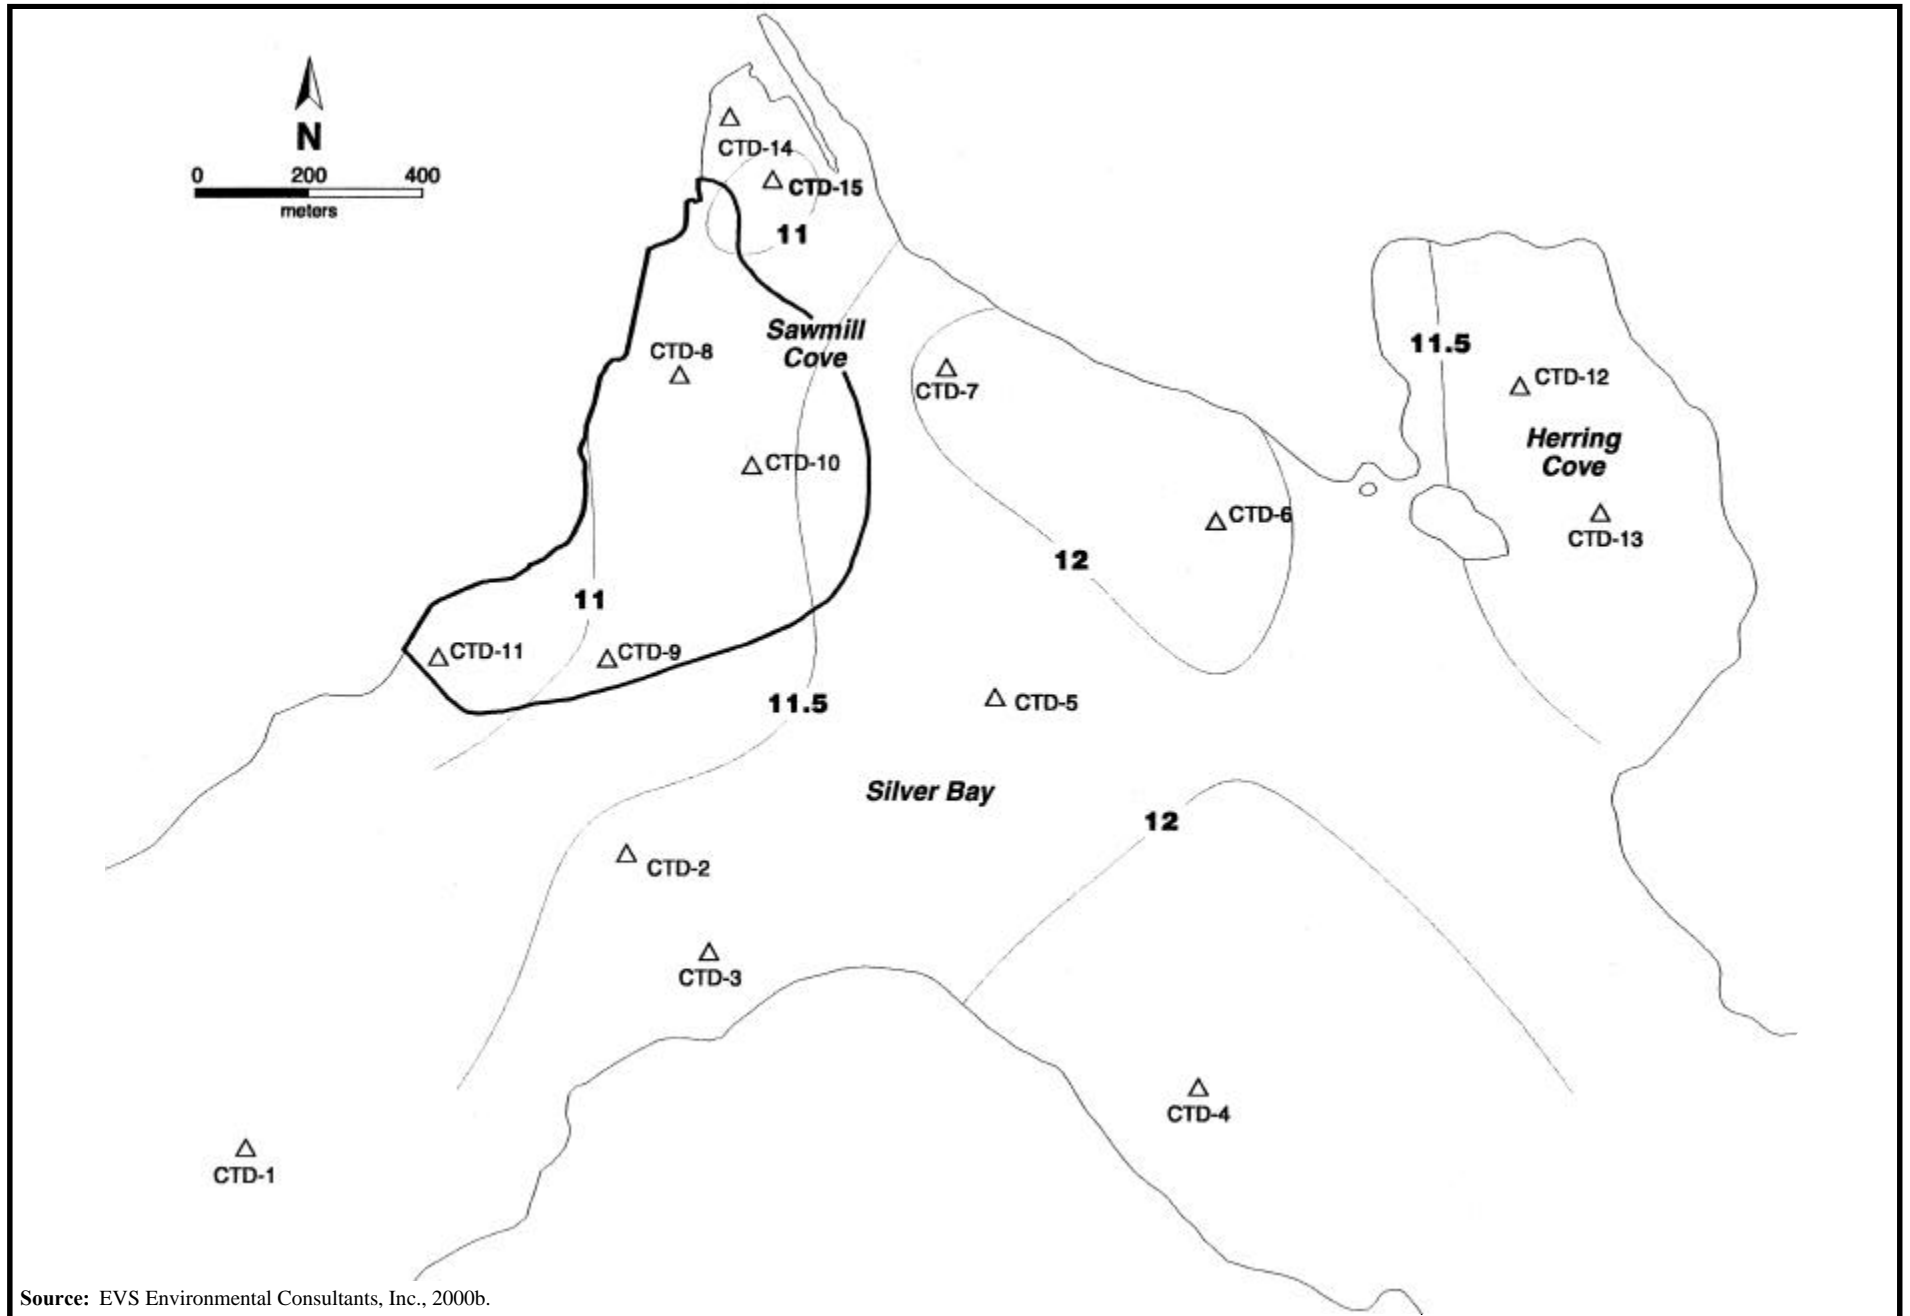 N
0 200 400
meters
CTD-14
CTD-15
11
Sawmill
Cove
CTD-8
CTD-7
11.5
CTD-12
Herring
Cove
CTD-10
CTD-6
CTD-13
12
11
CTD-11
CTD-9
11.5
CTD-5
Silver Bay
12
CTD-2
CTD-3
CTD-4
CTD-1
Source: EVS Environmental Consultants, Inc., 2000b.